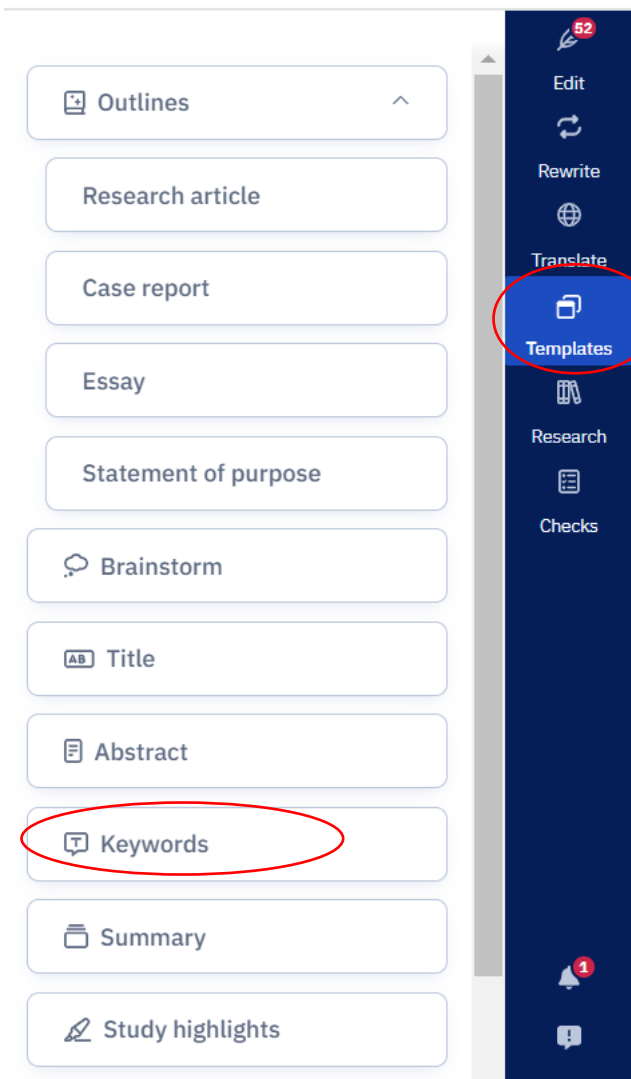 Outlines
Research article
Case report
Essay
Statement of purpose
Brainstorm
AB Title
Abstract
T Keywords
Summary
Study highlights
52
Edit
Rewrite
Translate
Templates
Research
Checks
1